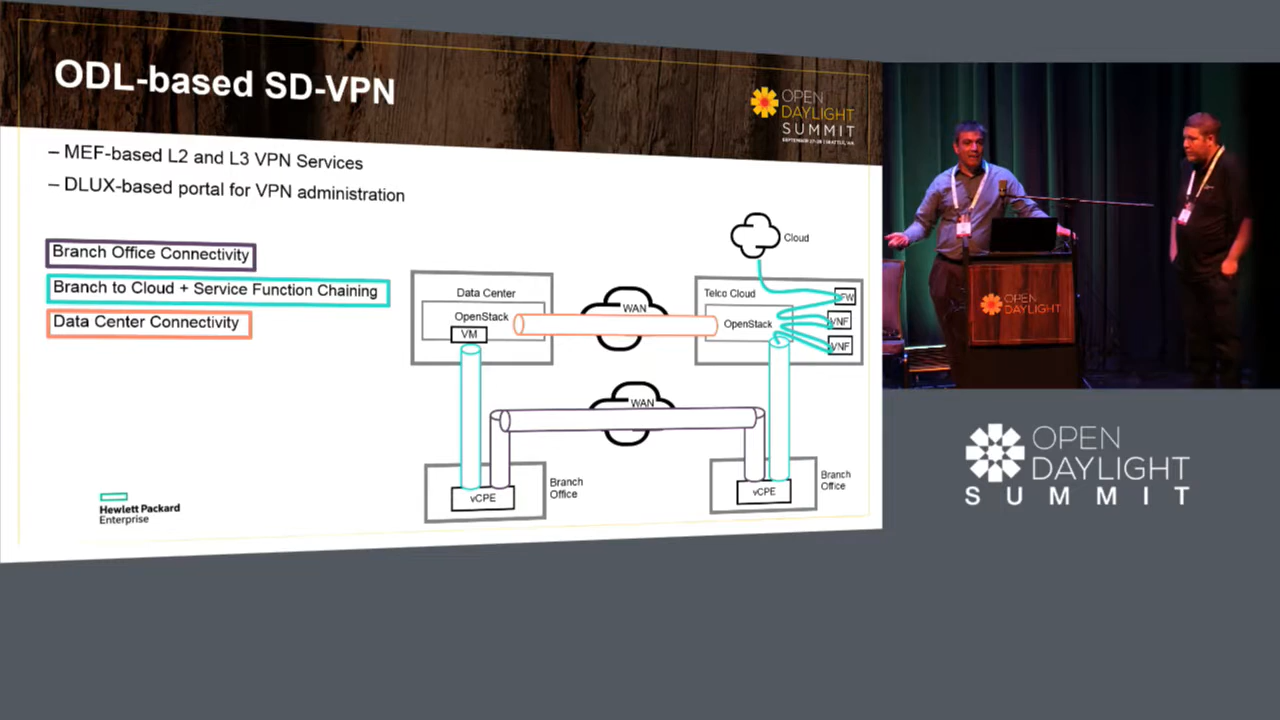 ODL-based SD-VPN
OPEN
DAYLIGHT
SUMMIT
– MEF-based L2 and L3 VPN Services
– DLUX-based portal for VPN administration
Branch Office Connectivity
Branch to Cloud + Service Function Chaining
Data Center Connectivity
Cloud
Data Center
OpenStack
VM
WAN
Telco Cloud
OpenStack
FW
VNF
VNF
WAN
vCPE
Branch
Office
vCPE
Branch
Office
Hewlett Packard
Enterprise
OPEN
DAYLIGHT
OPEN
DAYLIGHT
SUMMIT